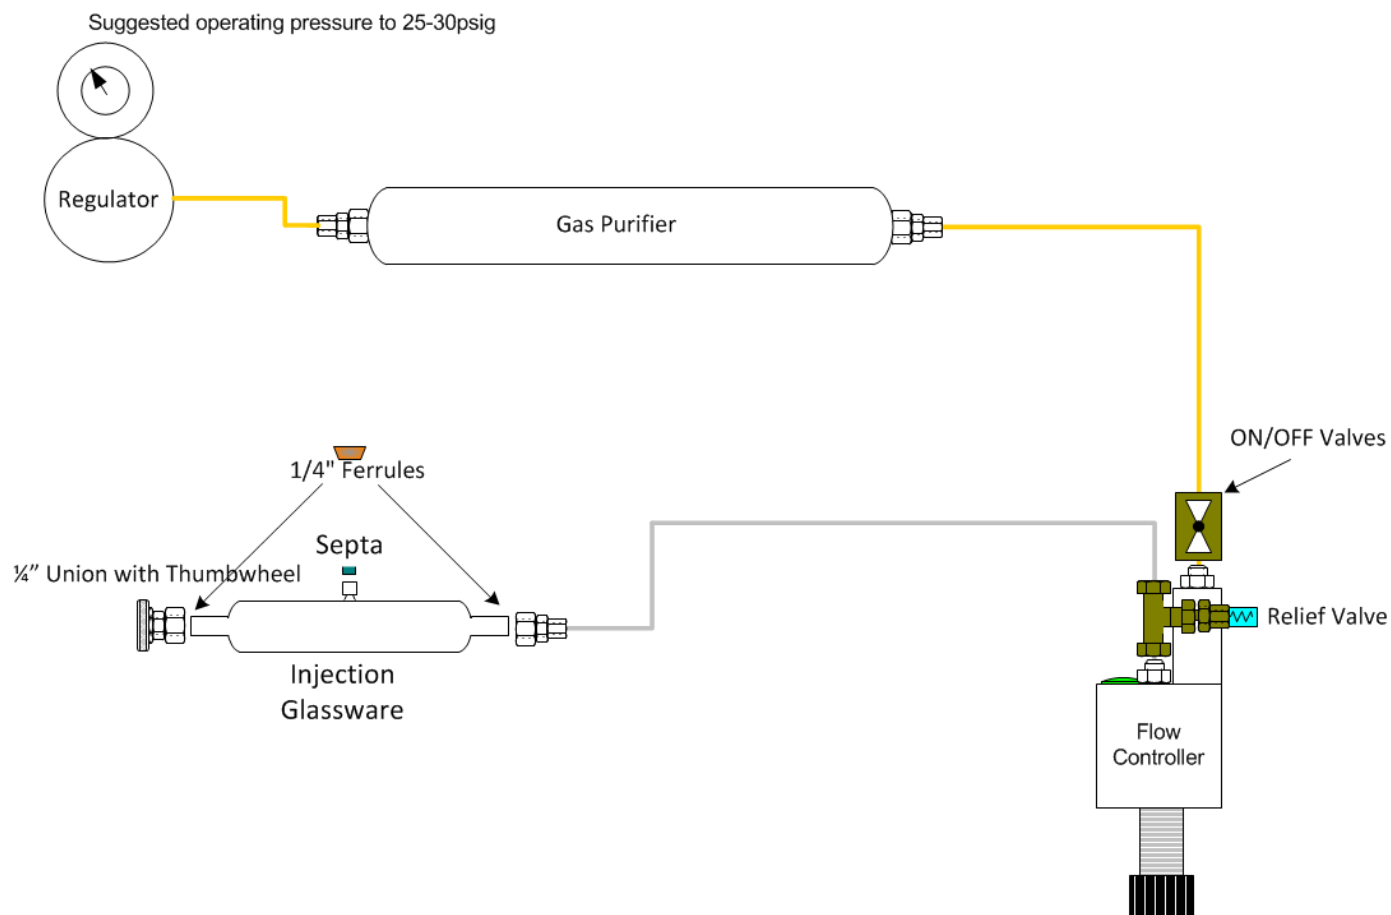 Suggested operating pressure to 25-30psig
Regulator
Gas Purifier
ON/OFF Valves
1/4" Ferrules
Septa
¼” Union with Thumbwheel
Relief Valve
Injection
Glassware
Flow
Controller